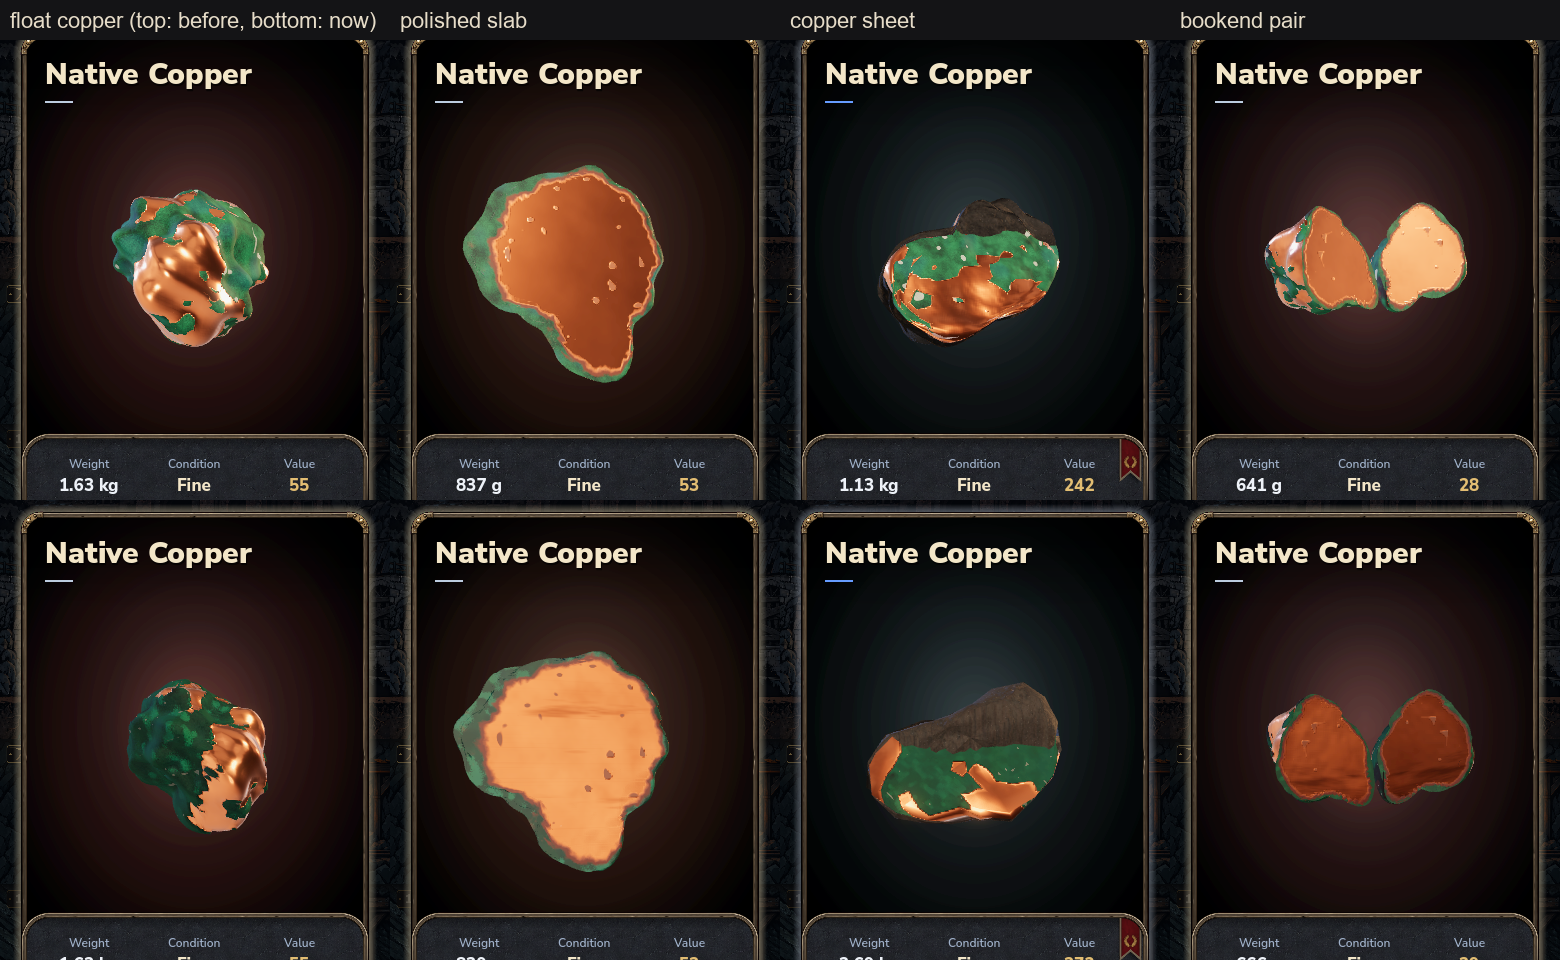 float copper (top: before, bottom: now) polished slab copper sheet bookend pair
Native Copper Native Copper Native Copper Native Copper
Weight Condition Value Weight Condition Value Weight Condition Value Weight Condition Value
1.63 kg Fine 55 837 g Fine 53 1.13 kg Fine 242 641 g Fine 28
Native Copper Native Copper Native Copper Native Copper
Weight Condition Value Weight Condition Value Weight Condition Value Weight Condition Value